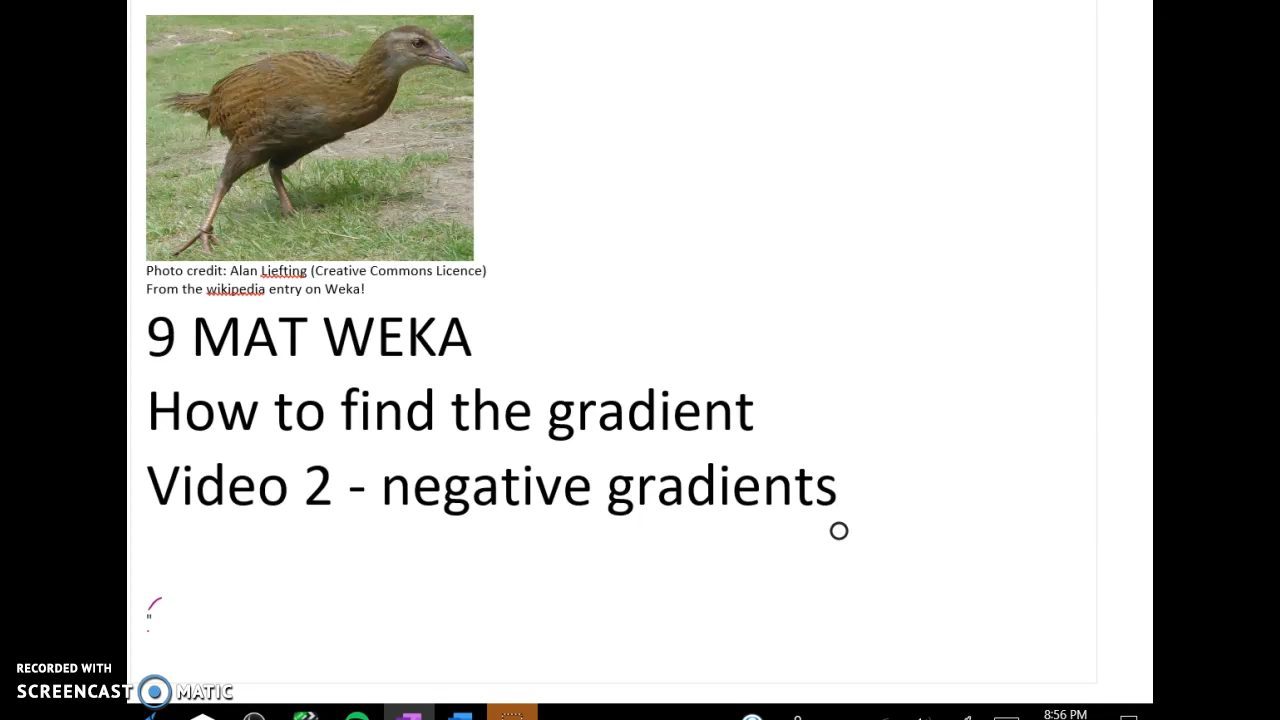 Photo credit: Alan Liefting (Creative Commons Licence)
From the wikipedia entry on Weka!
9 MAT WEKA
How to find the gradient
Video 2 - negative gradients
"
RECORDED WITH
SCREENCAST MATIC
8:56 PM